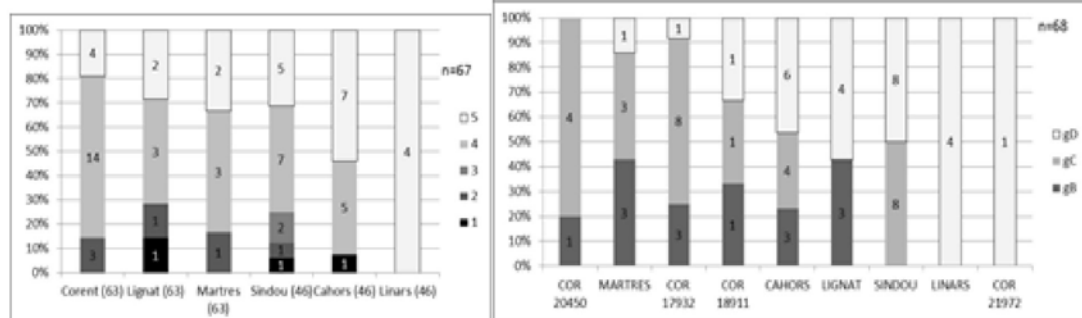 100%
90%
80%
70%
60%
50%
40%
30%
20%
10%
0%
4 2 2 5 7 4
14 3 3 7 5
2
3 1 1 1
1 1 1
Corent (63) Lignat (63) Martres (63) Sindou (46) Cahors (46) Linars (46)
n=67
5
4
3
2
1
100%
90%
80%
70%
60%
50%
40%
30%
20%
10%
0%
1 1 1 6 4 8 4 1
4 3 8 1 4 8
1 3 3 1 3 3
COR 20450 MARTRES COR 17932 COR 18911 CAHORS LIGNAT SINDOU LINARS COR 21972
n=68
gD
gC
gB